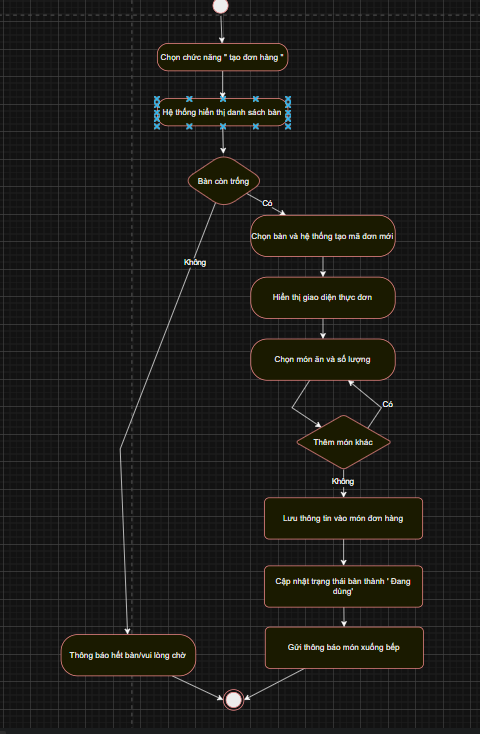 Chọn chức năng " tạo đơn hàng "
Hệ thống hiển thị danh sách bàn
Bàn còn trống
Có
Chọn bàn và hệ thống tạo mã đơn mới
Không
Hiển thị giao diện thực đơn
Chọn món ăn và số lượng
Có
Thêm món khác
Không
Lưu thông tin vào món đơn hàng
Cập nhật trạng thái bàn thành ' Đang
dùng'
Gửi thông báo món xuống bếp
Thông báo hết bàn/vui lòng chờ